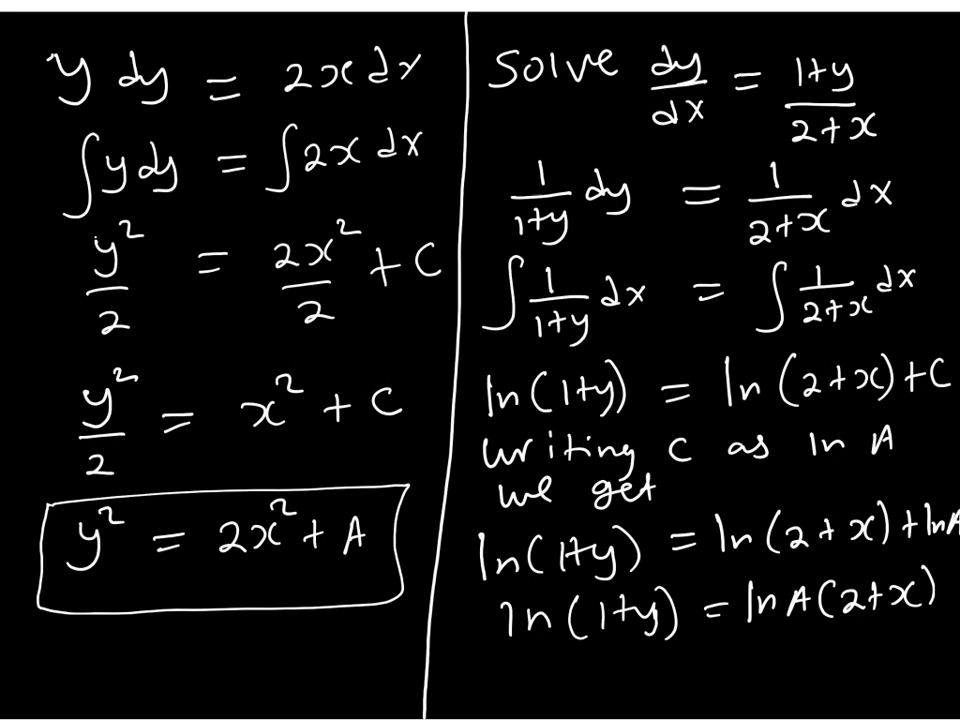 y dy = 2x dx
∫y dy = ∫2x dx
y²/2 = 2x²/2 + C
y²/2 = x² + C
y² = 2x² + A
Solve dy/dx = 1+y/2+x
1/1+y dy = 1/2+x dx
∫1/1+y dx = ∫1/2+x dx
ln(1+y) = ln(2+x)+C
writing C as ln A
we get
ln(1+y) = ln(2+x)+lnA
ln(1+y) = lnA(2+x)